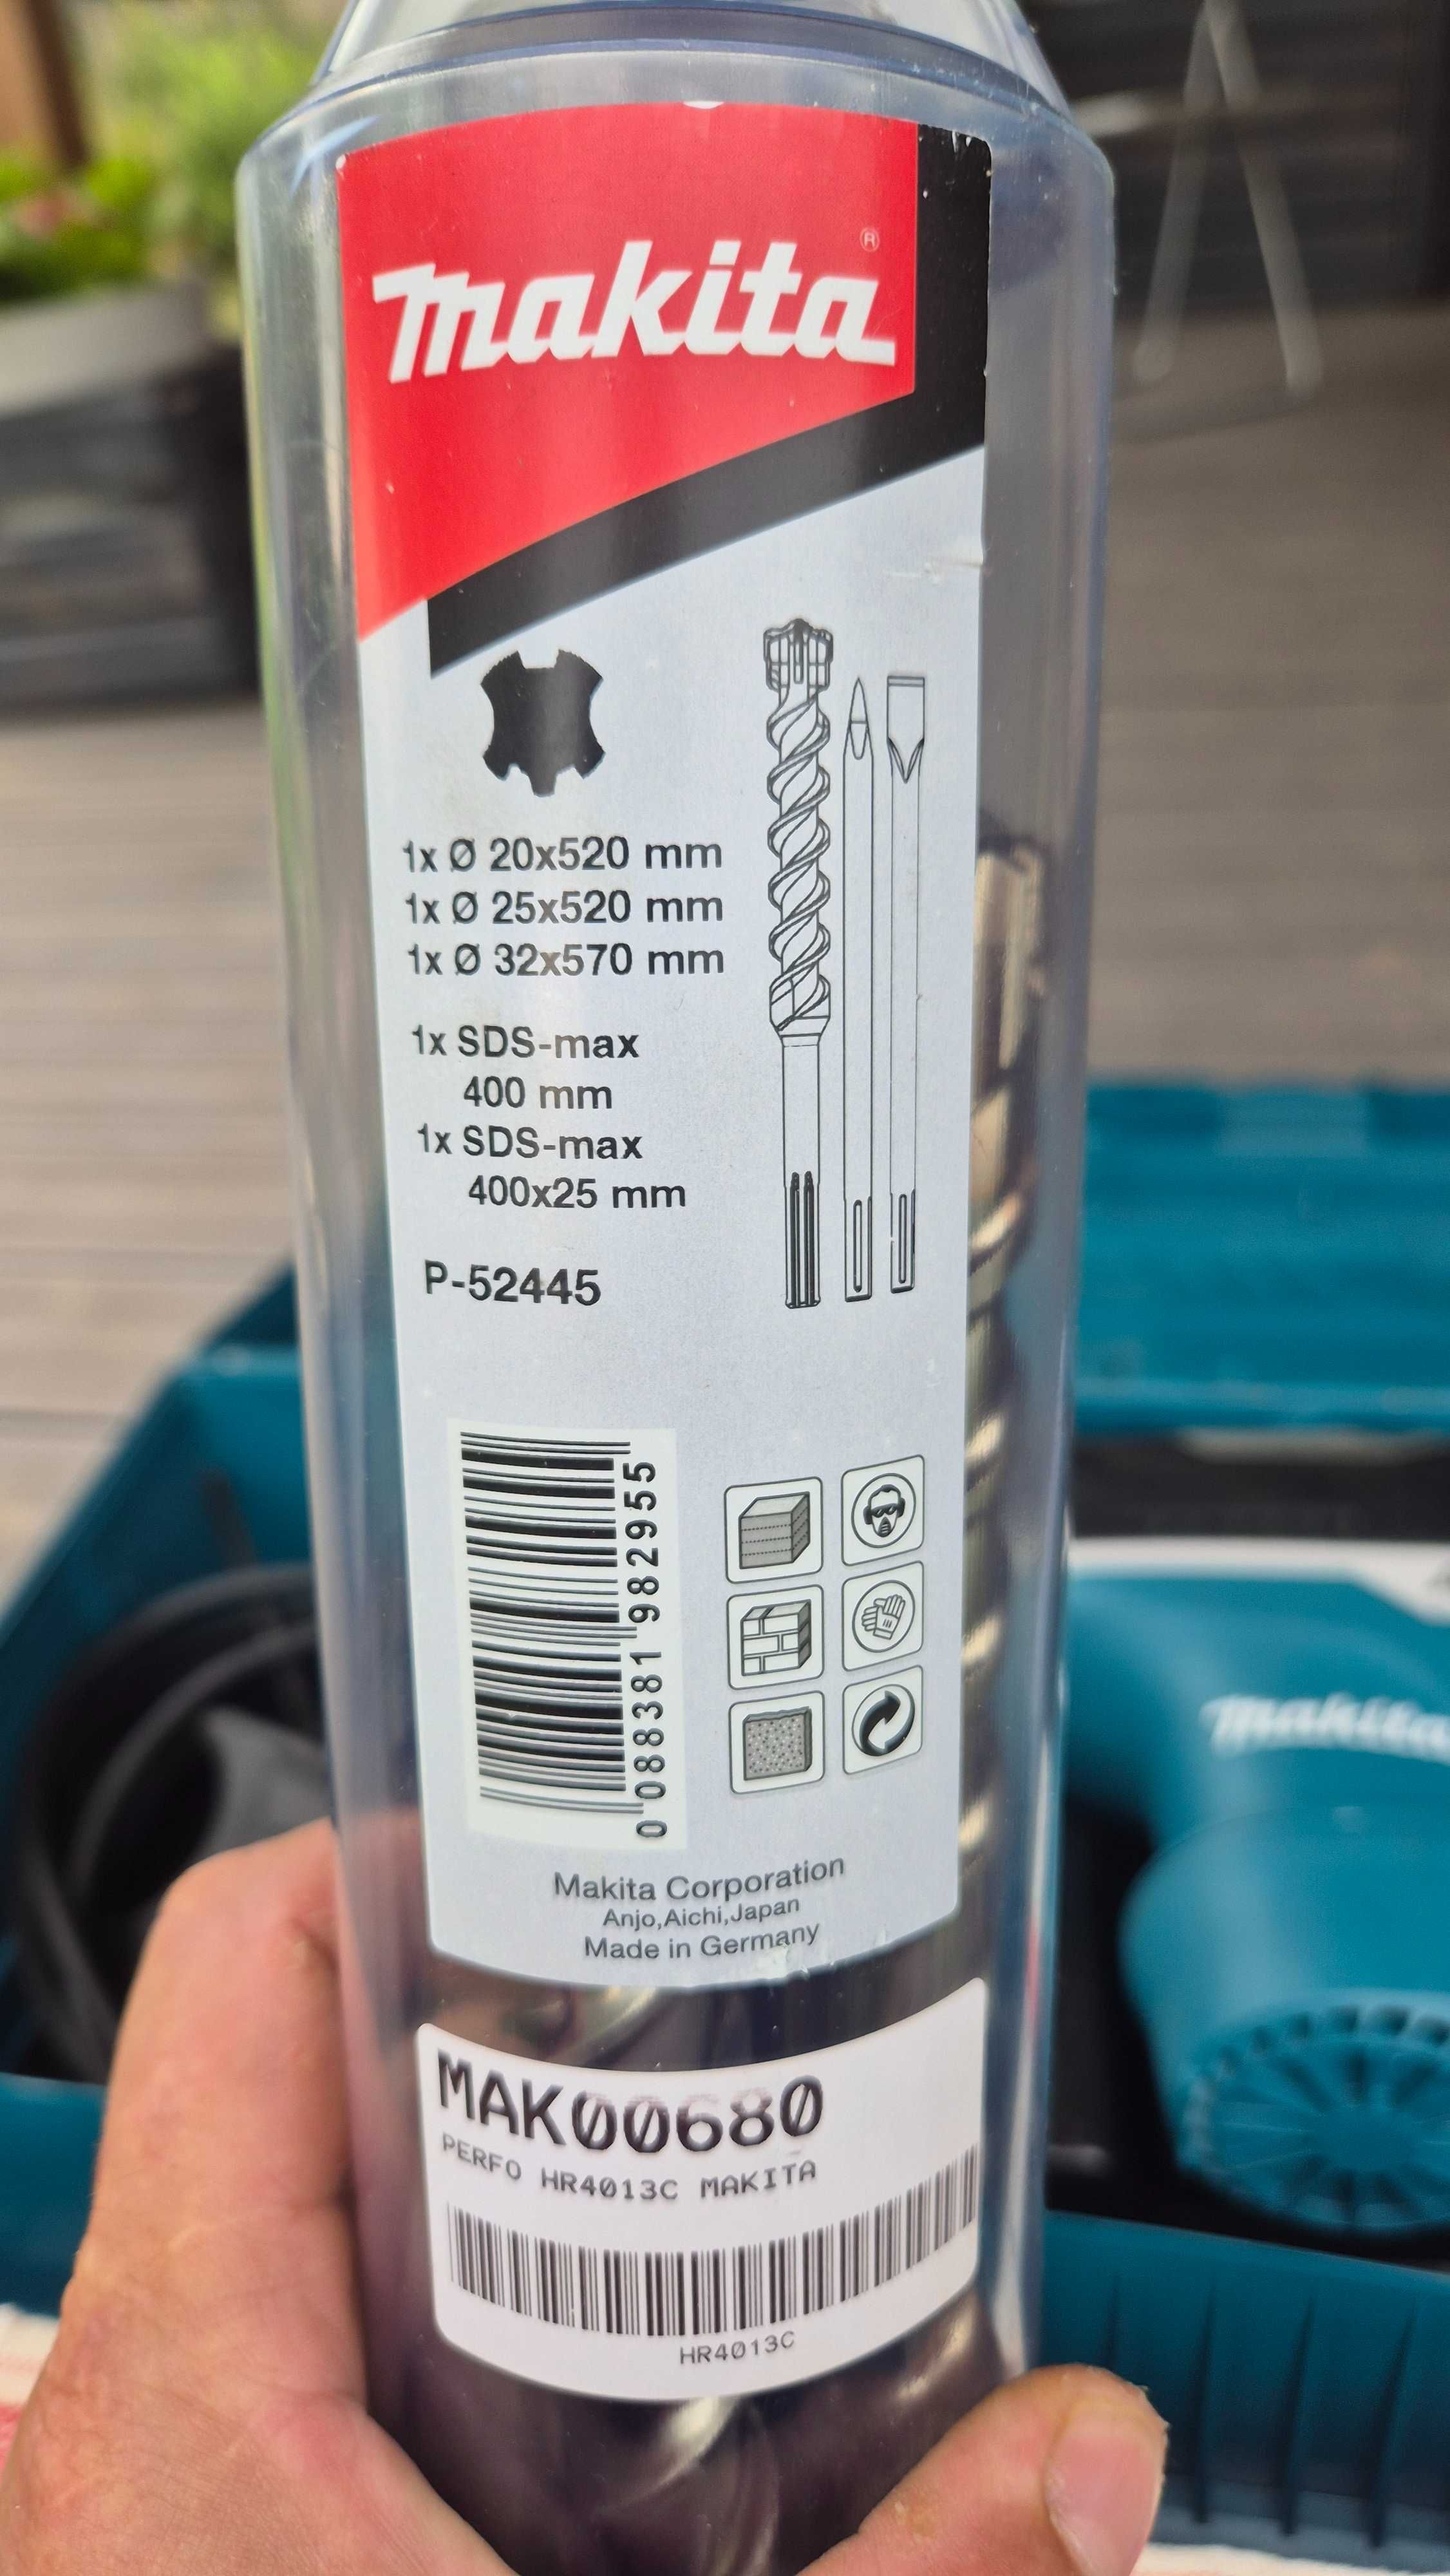 makita®
1x Ø 20x520 mm
1x Ø 25x520 mm
1x Ø 32x570 mm
1x SDS-max
400 mm
1x SDS-max
400x25 mm
P-52445
0 088381 982955
Makita Corporation
Anjo,Aichi,Japan
Made in Germany
makita
MAK00680
PERFO HR4013C MAKITA
HR4013C